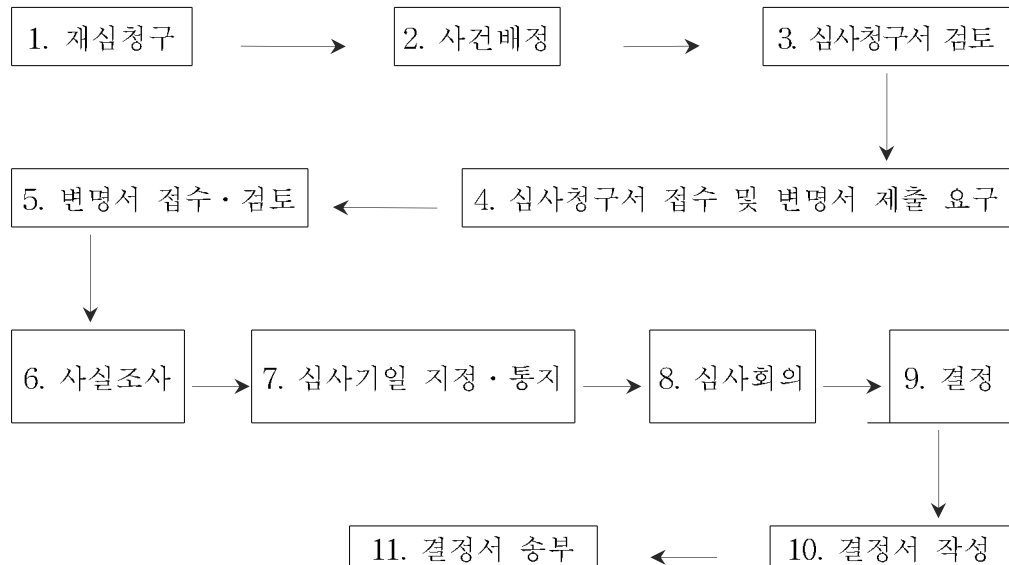 1. 재심청구
2. 사건배정
3. 심사청구서 검토
4. 심사청구서 접수 및 변명서 제출 요구
5. 변명서 접수·검토
6. 사실조사
7. 심사기일 지정·통지
8. 심사회의
9. 결정
10. 결정서 작성
11. 결정서 송부